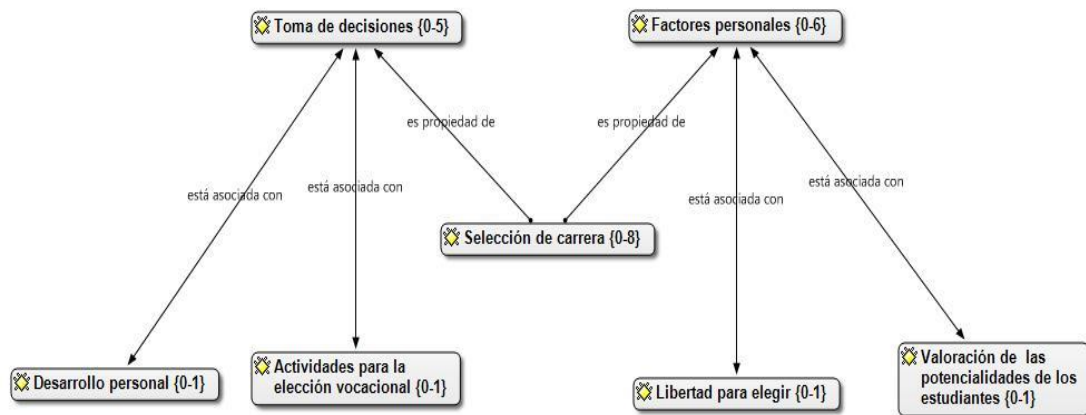 Toma de decisiones {0-5}
Factores personales {0-6}
es propiedad de
es propiedad de
está asociada con
está asociada con
está asociada con
está asociada con
Selección de carrera {0-8}
Desarrollo personal {0-1}
Actividades para la
elección vocacional {0-1}
Libertad para elegir {0-1}
Valoración de las
potencialidades de los
estudiantes {0-1}